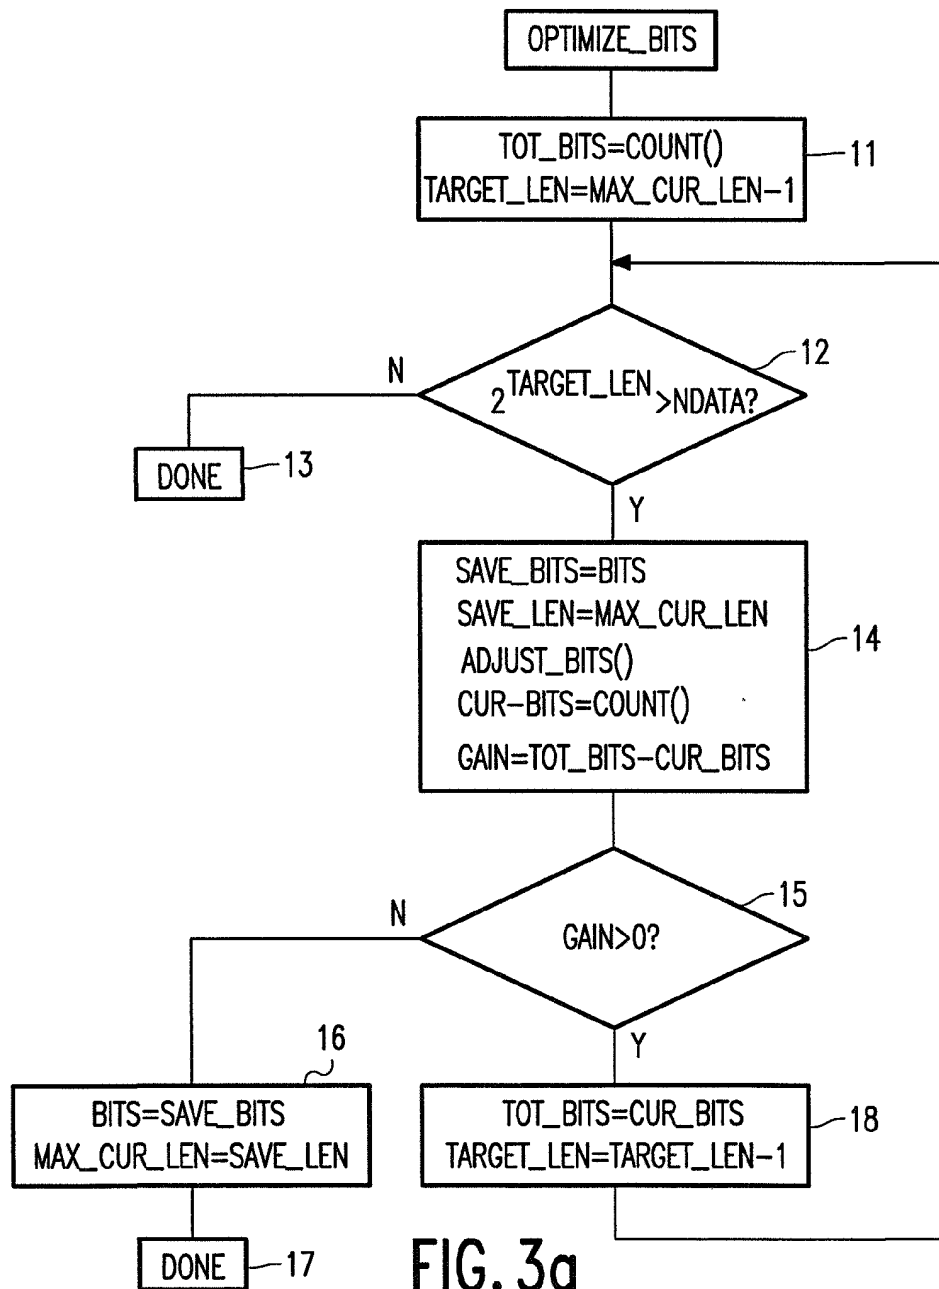 OPTIMIZE_BITS
TOT_BITS=COUNT()
TARGET_LEN=MAX_CUR_LEN-1
11
12
N
2^TARGET_LEN >NDATA?
DONE
13
Y
SAVE_BITS=BITS
SAVE_LEN=MAX_CUR_LEN
ADJUST_BITS()
CUR-BITS=COUNT()
GAIN=TOT_BITS-CUR_BITS
14
15
N
GAIN>0?
Y
16
BITS=SAVE_BITS
MAX_CUR_LEN=SAVE_LEN
TOT_BITS=CUR_BITS
TARGET_LEN=TARGET_LEN-1
18
DONE
17
FIG. 3a